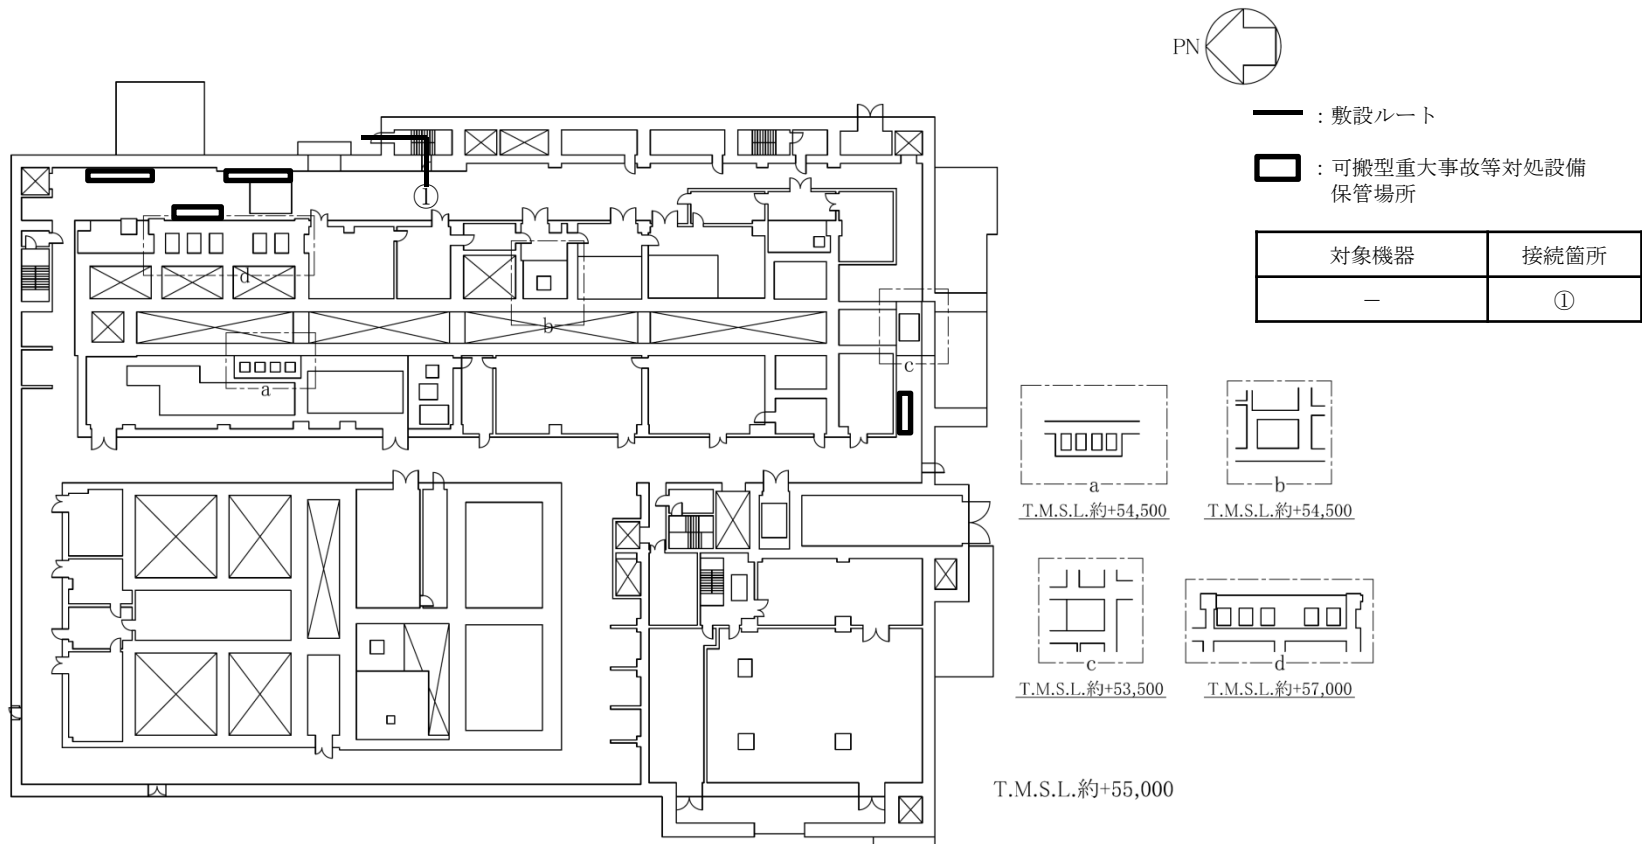 PN
: 敷設ルート
: 可搬型重大事故等対処設備
保管場所
対象機器 接続箇所
－ ①
①
d
b
c
a
a
T.M.S.L.約+54,500
b
T.M.S.L.約+54,500
c
T.M.S.L.約+53,500
d
T.M.S.L.約+57,000
T.M.S.L.約+55,000